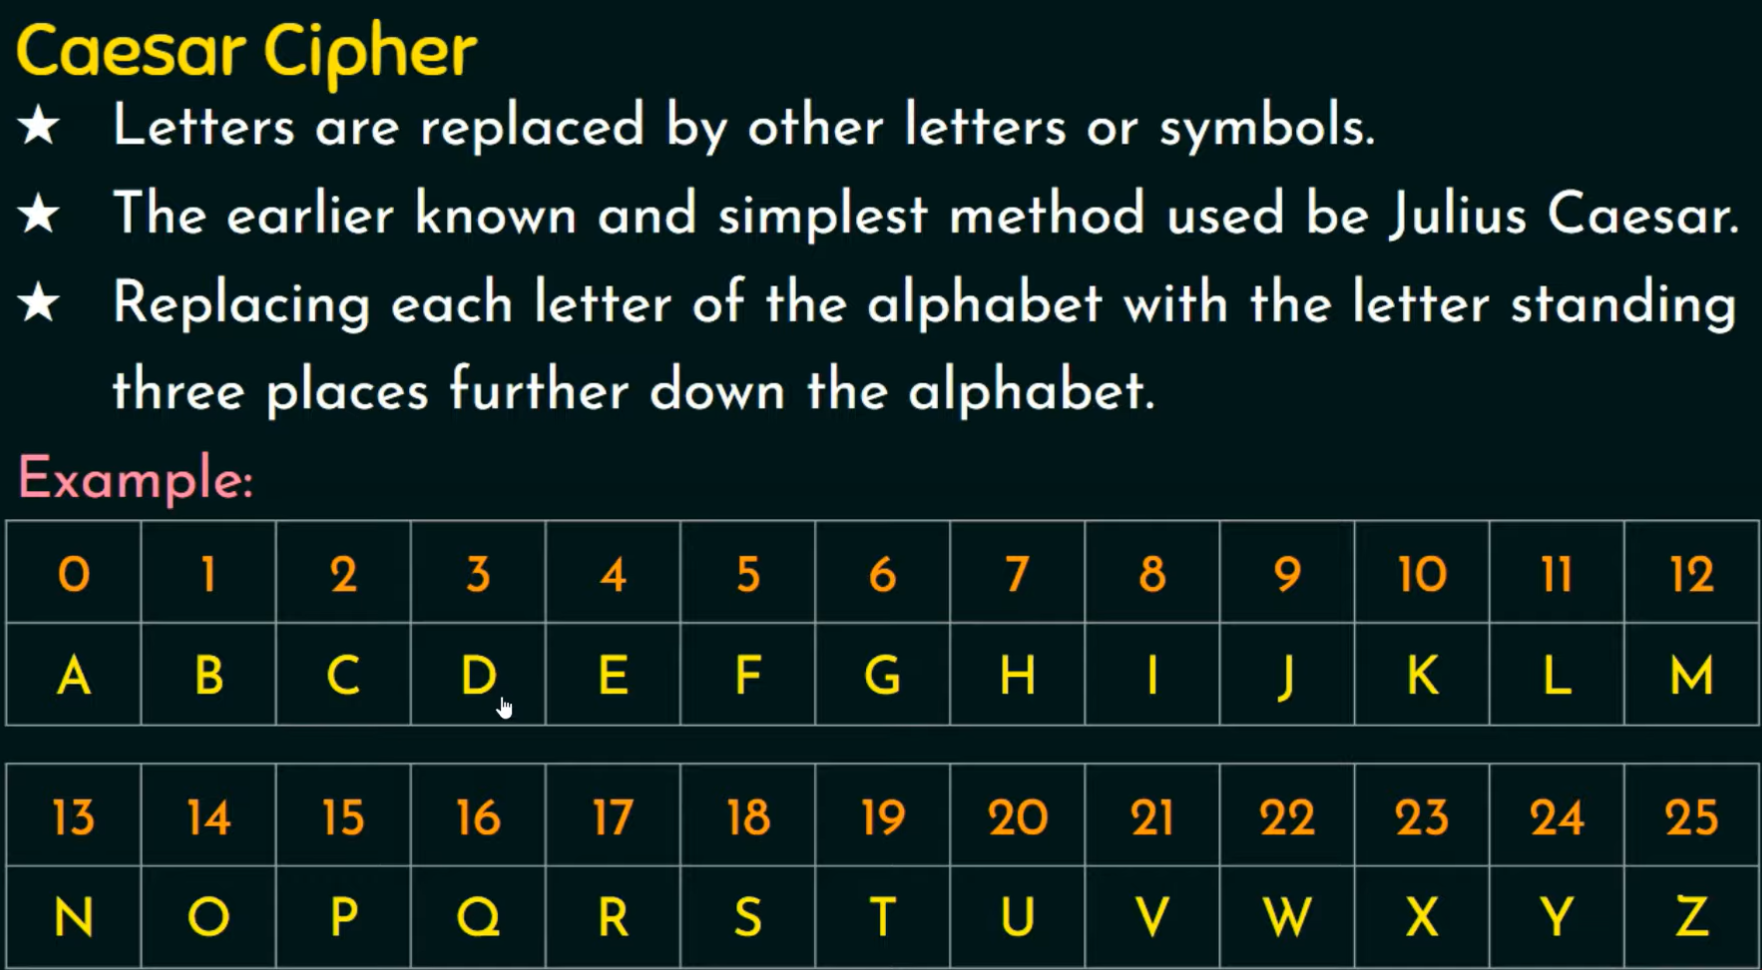 Caesar Cipher
★ Letters are replaced by other letters or symbols.
★ The earlier known and simplest method used be Julius Caesar.
★ Replacing each letter of the alphabet with the letter standing
three places further down the alphabet.
Example:
0 1 2 3 4 5 6 7 8 9 10 11 12
A B C D E F G H I J K L M
13 14 15 16 17 18 19 20 21 22 23 24 25
N O P Q R S T U V W X Y Z